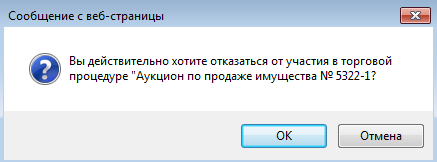 Сообщение с веб-страницы
Вы действительно хотите отказаться от участия в торговой
процедуре "Аукцион по продаже имущества № 5322-1?
ОК
Отмена